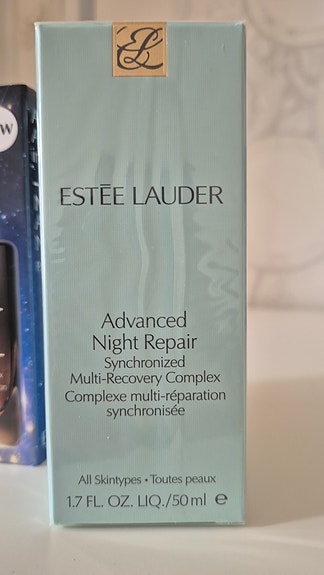 ESTĒE LAUDER
Advanced
Night Repair
Synchronized
Multi-Recovery Complex
Complexe multi-réparation
synchronisée
All Skintypes • Toutes peaux
1.7 FL. OZ. LIQ./50 ml ℮